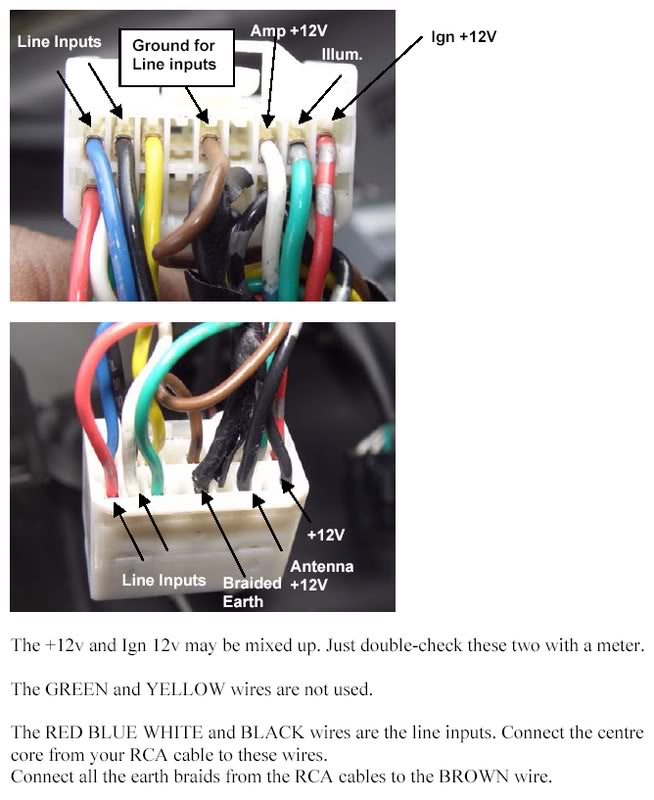 Line Inputs
Ground for
Line inputs
Amp +12V
Illum.
Ign +12V
+12V
Line Inputs
Braided
Earth
Antenna
+12V
The +12v and Ign 12v may be mixed up. Just double-check these two with a meter.
The GREEN and YELLOW wires are not used.
The RED BLUE WHITE and BLACK wires are the line inputs. Connect the centre
core from your RCA cable to these wires.
Connect all the earth braids from the RCA cables to the BROWN wire.